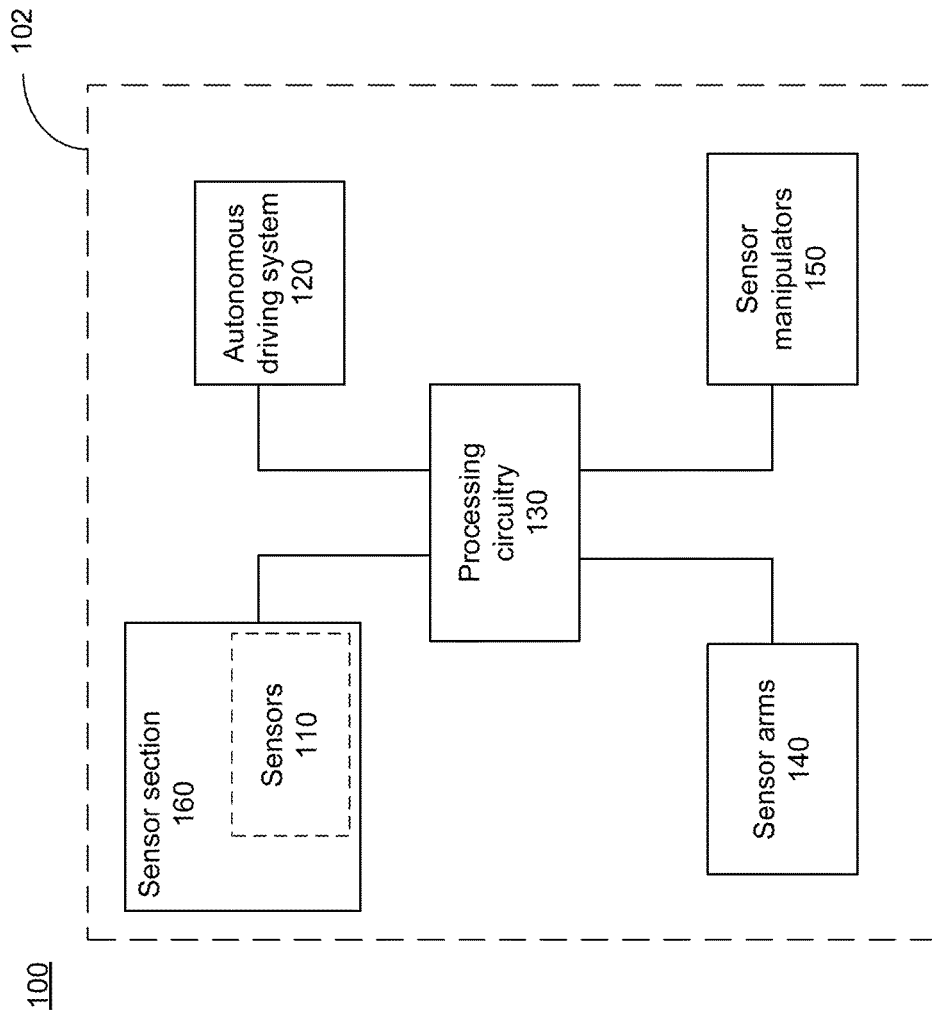 100
102
Sensor section
160
Sensors
110
Autonomous
driving system
120
Processing
circuitry
130
Sensor arms
140
Sensor
manipulators
150